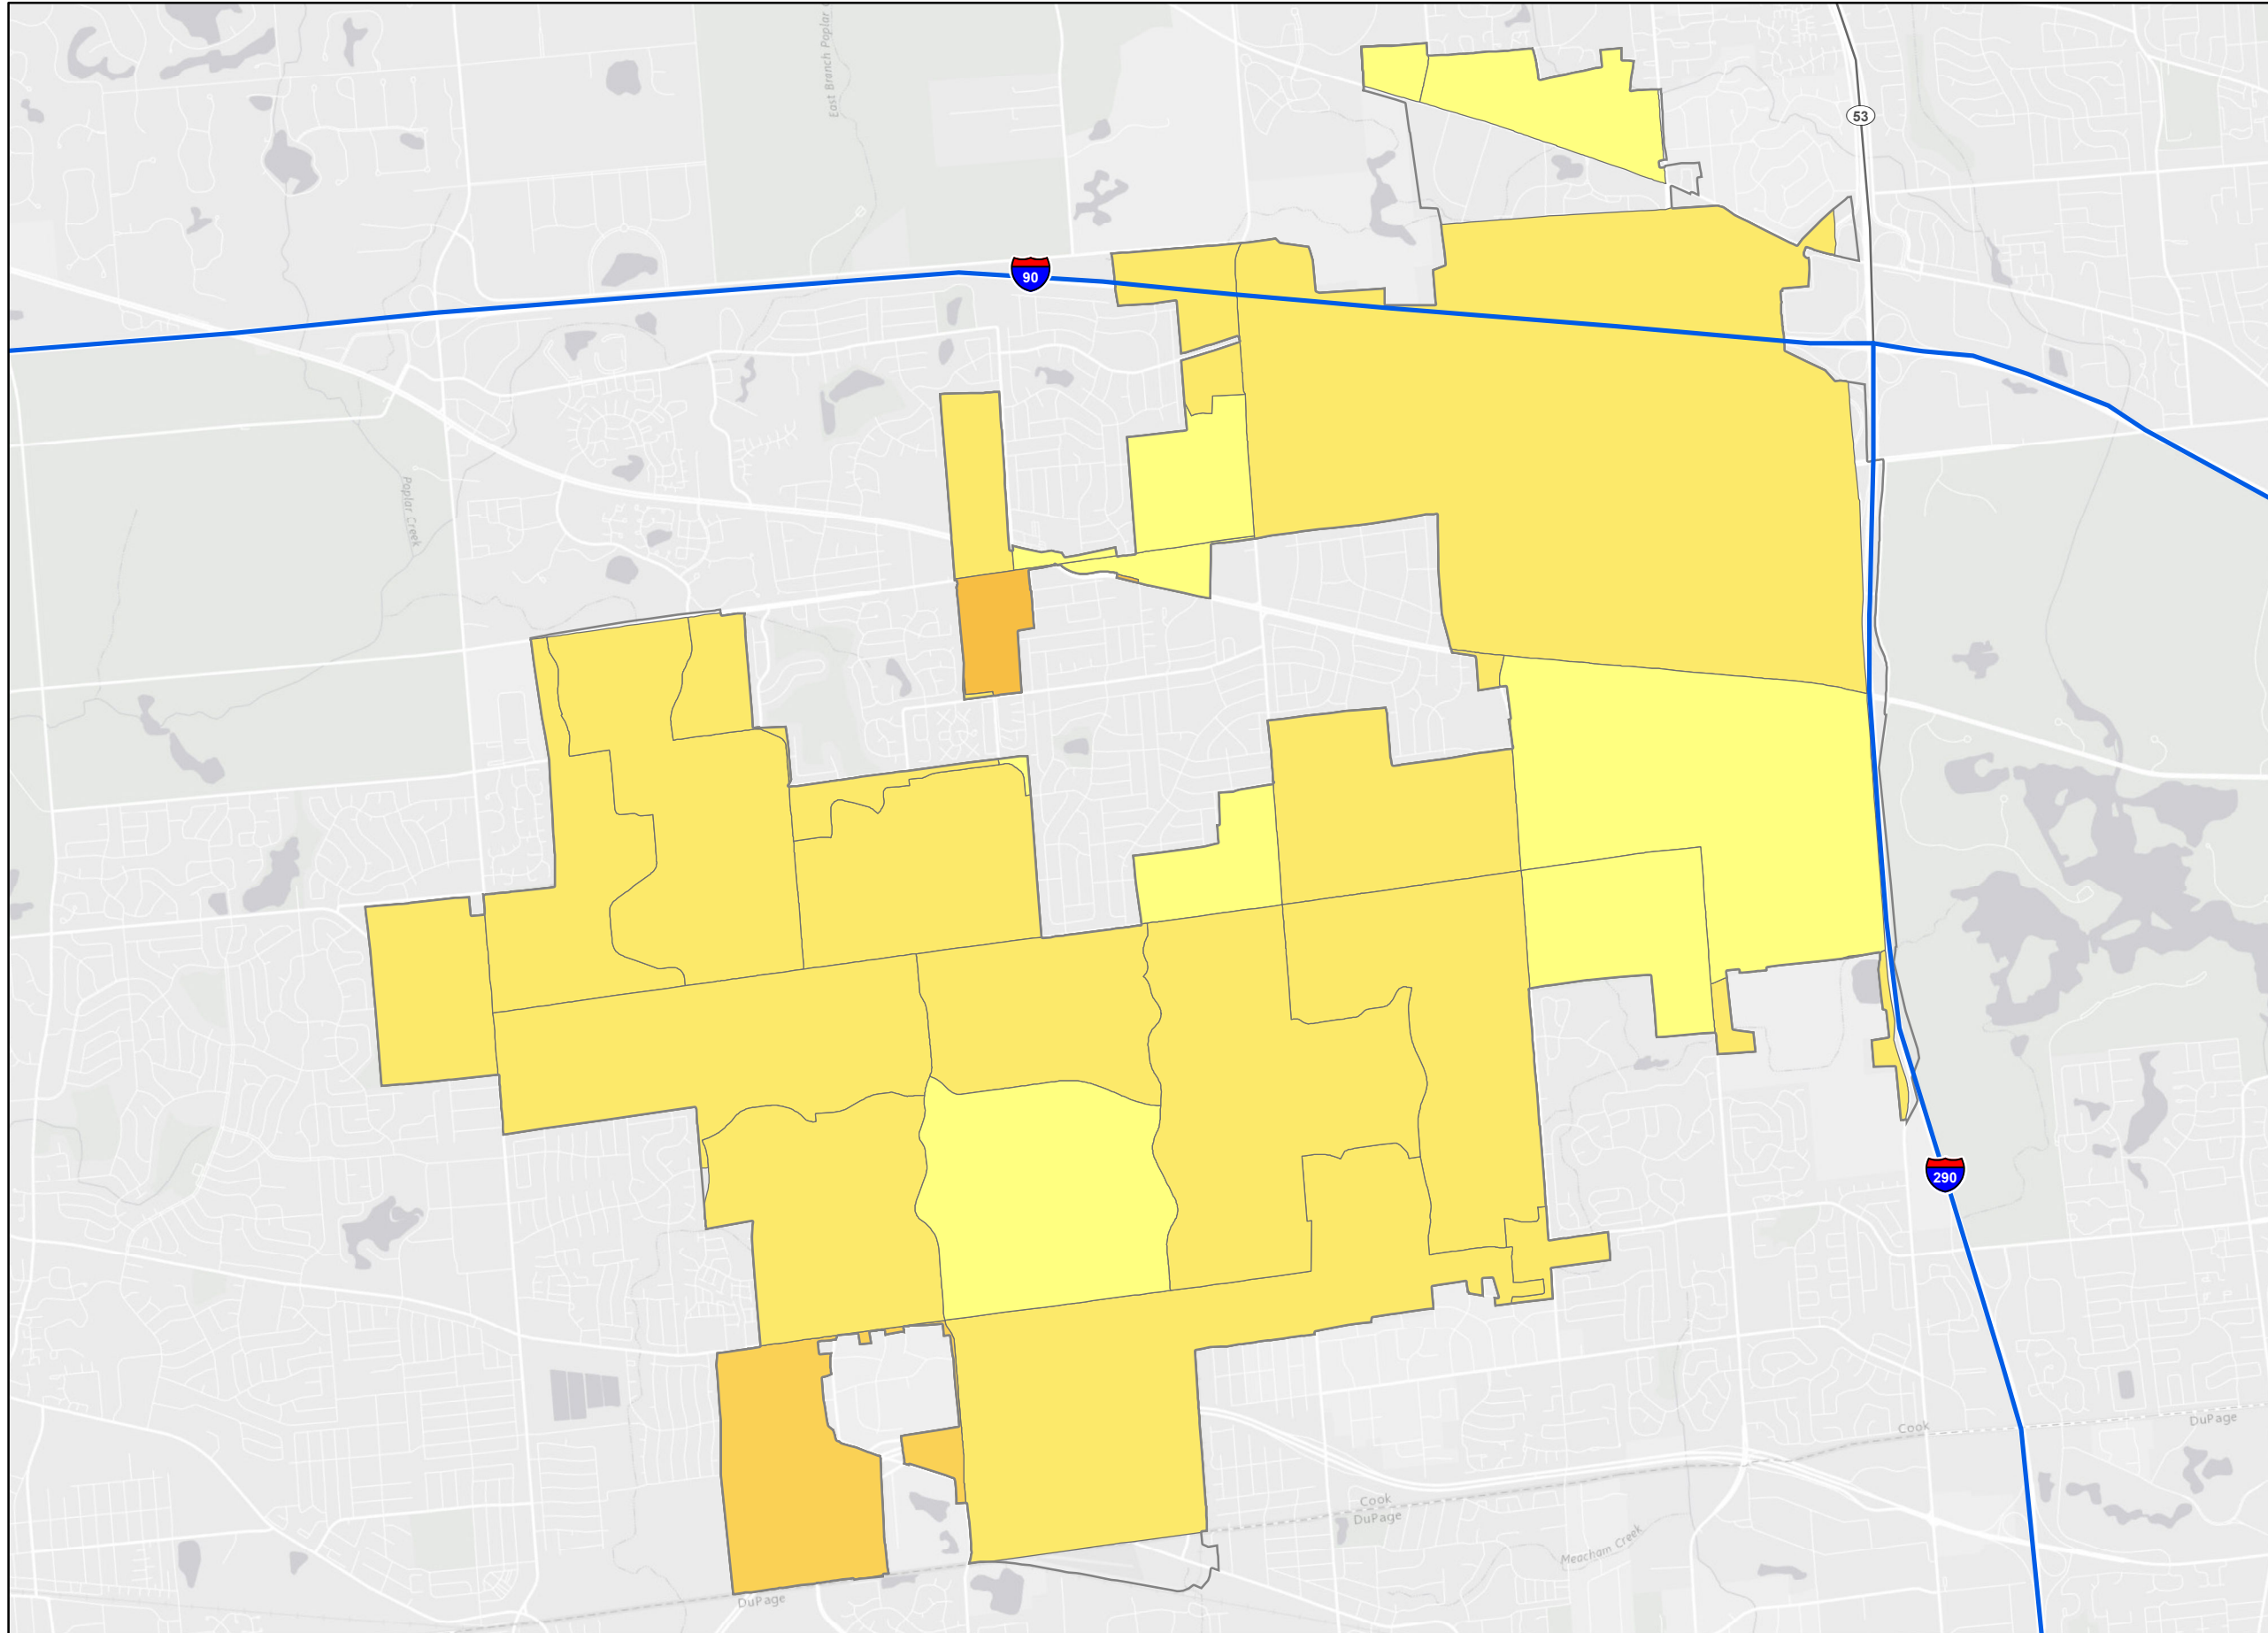 East Branch Poplar
53
90
Poplar Creek
290
Cook
DuPage
Cook
DuPage
Meacham Creek
DuPage